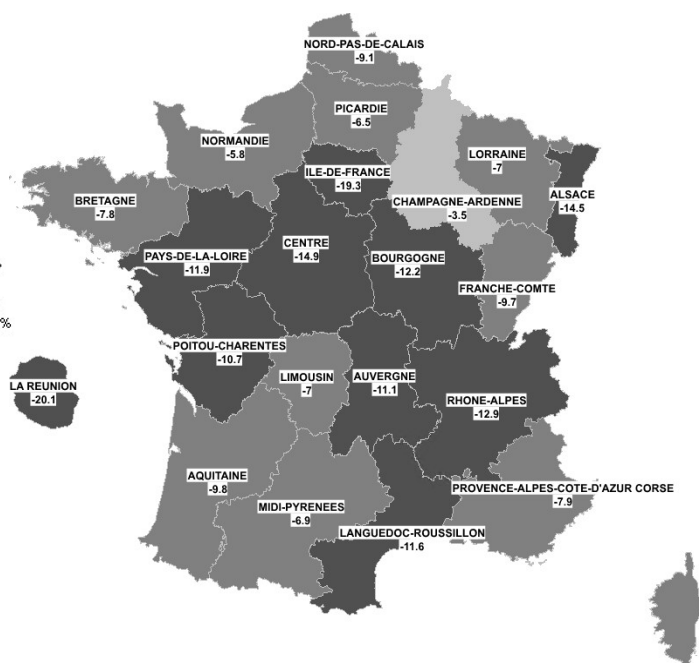 NORD-PAS-DE-CALAIS
-9.1
PICARDIE
-6.5
NORMANDIE
-5.8
LORRAINE
-7
ILE-DE-FRANCE
-19.3
ALSACE
-14.5
BRETAGNE
-7.8
CHAMPAGNE-ARDENNE
-3.5
CENTRE
-14.9
PAYS-DE-LA-LOIRE
-11.9
BOURGOGNE
-12.2
FRANCHE-COMTE
-9.7
%
POITOU-CHARENTES
-10.7
LIMOUSIN
-7
AUVERGNE
-11.1
LA REUNION
-20.1
RHONE-ALPES
-12.9
AQUITAINE
-9.8
PROVENCE-ALPES-COTE-D'AZUR CORSE
-7.9
MIDI-PYRENEES
-6.9
LANGUEDOC-ROUSSILLON
-11.6